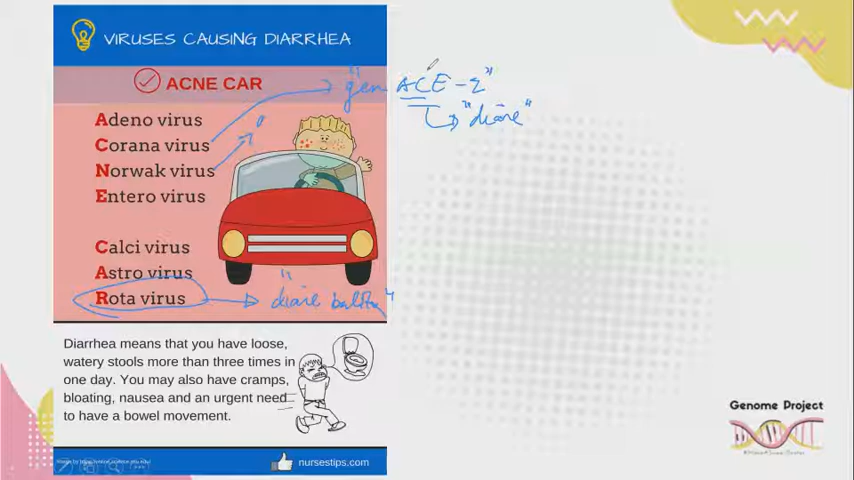 VIRUSES CAUSING DIARRHEA
ACNE CAR
"gen ACE-2"
"diare"
Adeno virus
Corana virus
Norwak virus
Entero virus
Calci virus
Astro virus
Rota virus
"diare balita"
Diarrhea means that you have loose,
watery stools more than three times in
one day. You may also have cramps,
bloating, nausea and an urgent need
to have a bowel movement.
nursestips.com
Genome Project